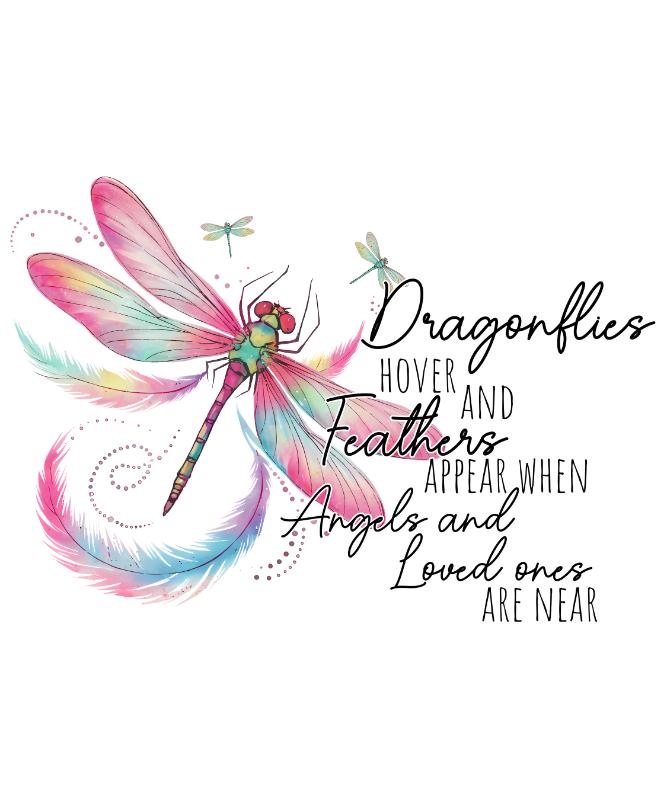 Dragonflies
HOVER AND
Feathers
APPEAR WHEN
Angels and
Loved ones
ARE NEAR